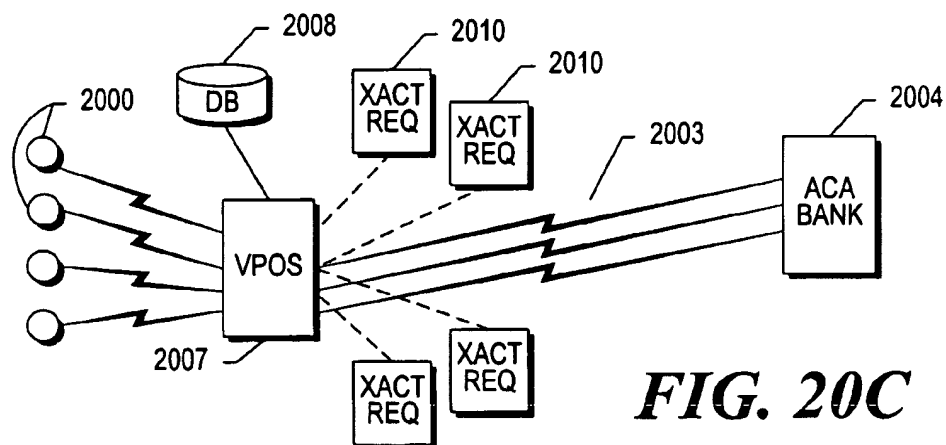 2008
2010
2010
2000
DB
XACT
REQ
XACT
REQ
2003
2004
ACA
BANK
VPOS
2007
XACT
REQ
XACT
REQ
FIG. 20C